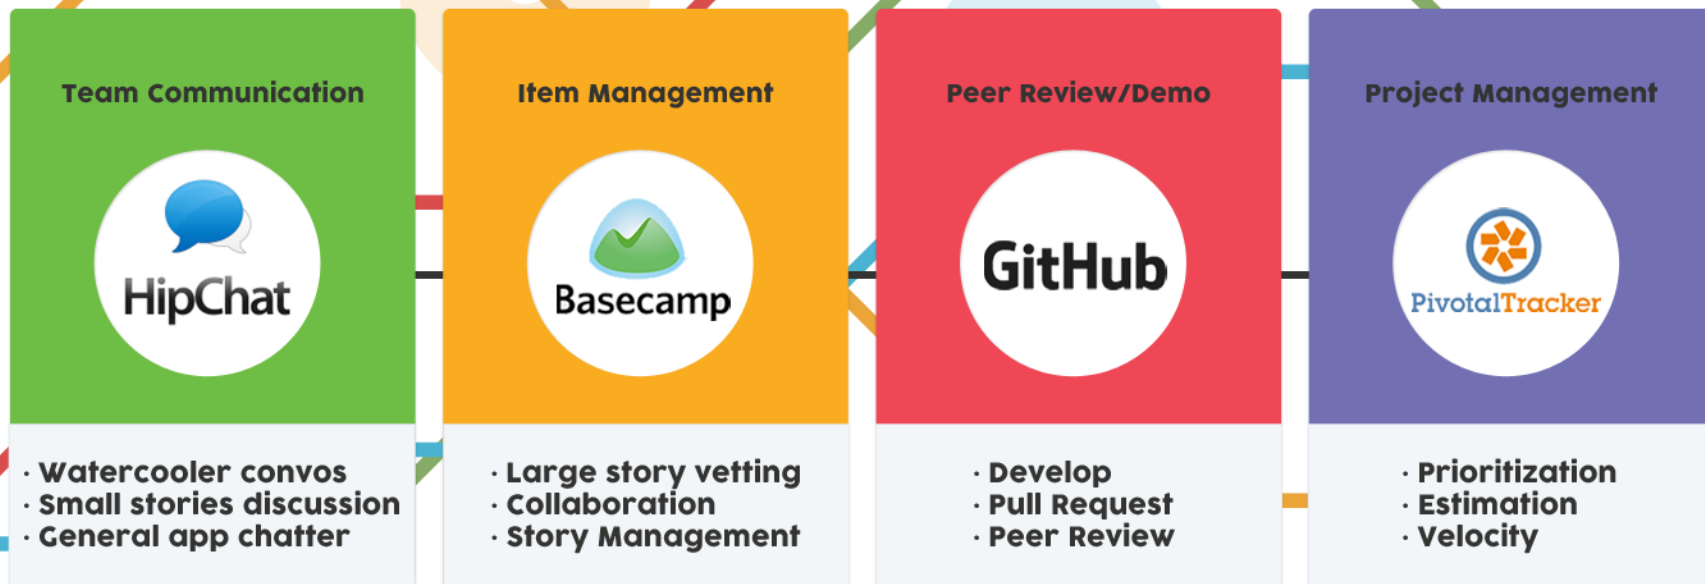 Team Communication
HipChat
· Watercooler convos
· Small stories discussion
· General app chatter
Item Management
Basecamp
· Large story vetting
· Collaboration
· Story Management
Peer Review/Demo
GitHub
· Develop
· Pull Request
· Peer Review
Project Management
PivotalTracker
· Prioritization
· Estimation
· Velocity